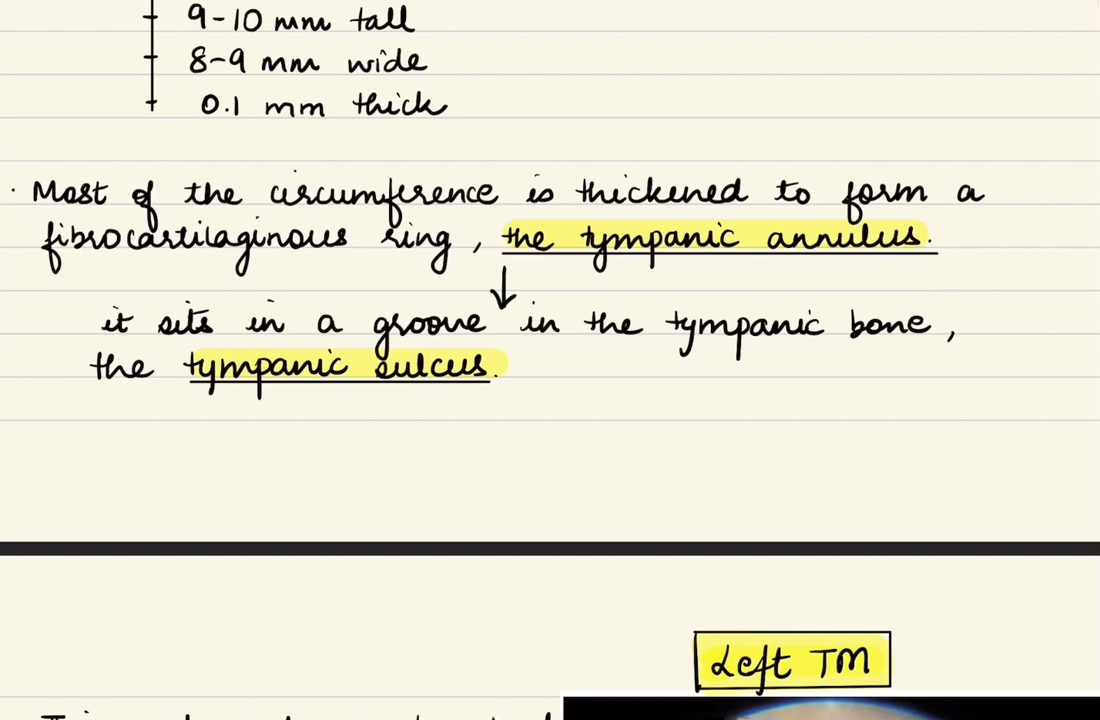 9-10 mm tall
8-9 mm wide
0.1 mm thick
· Most of the circumference is thickened to form a
fibrocartilaginous ring, the tympanic annulus.
↓
it sits in a groove in the tympanic bone,
the tympanic sulcus.
Left TM